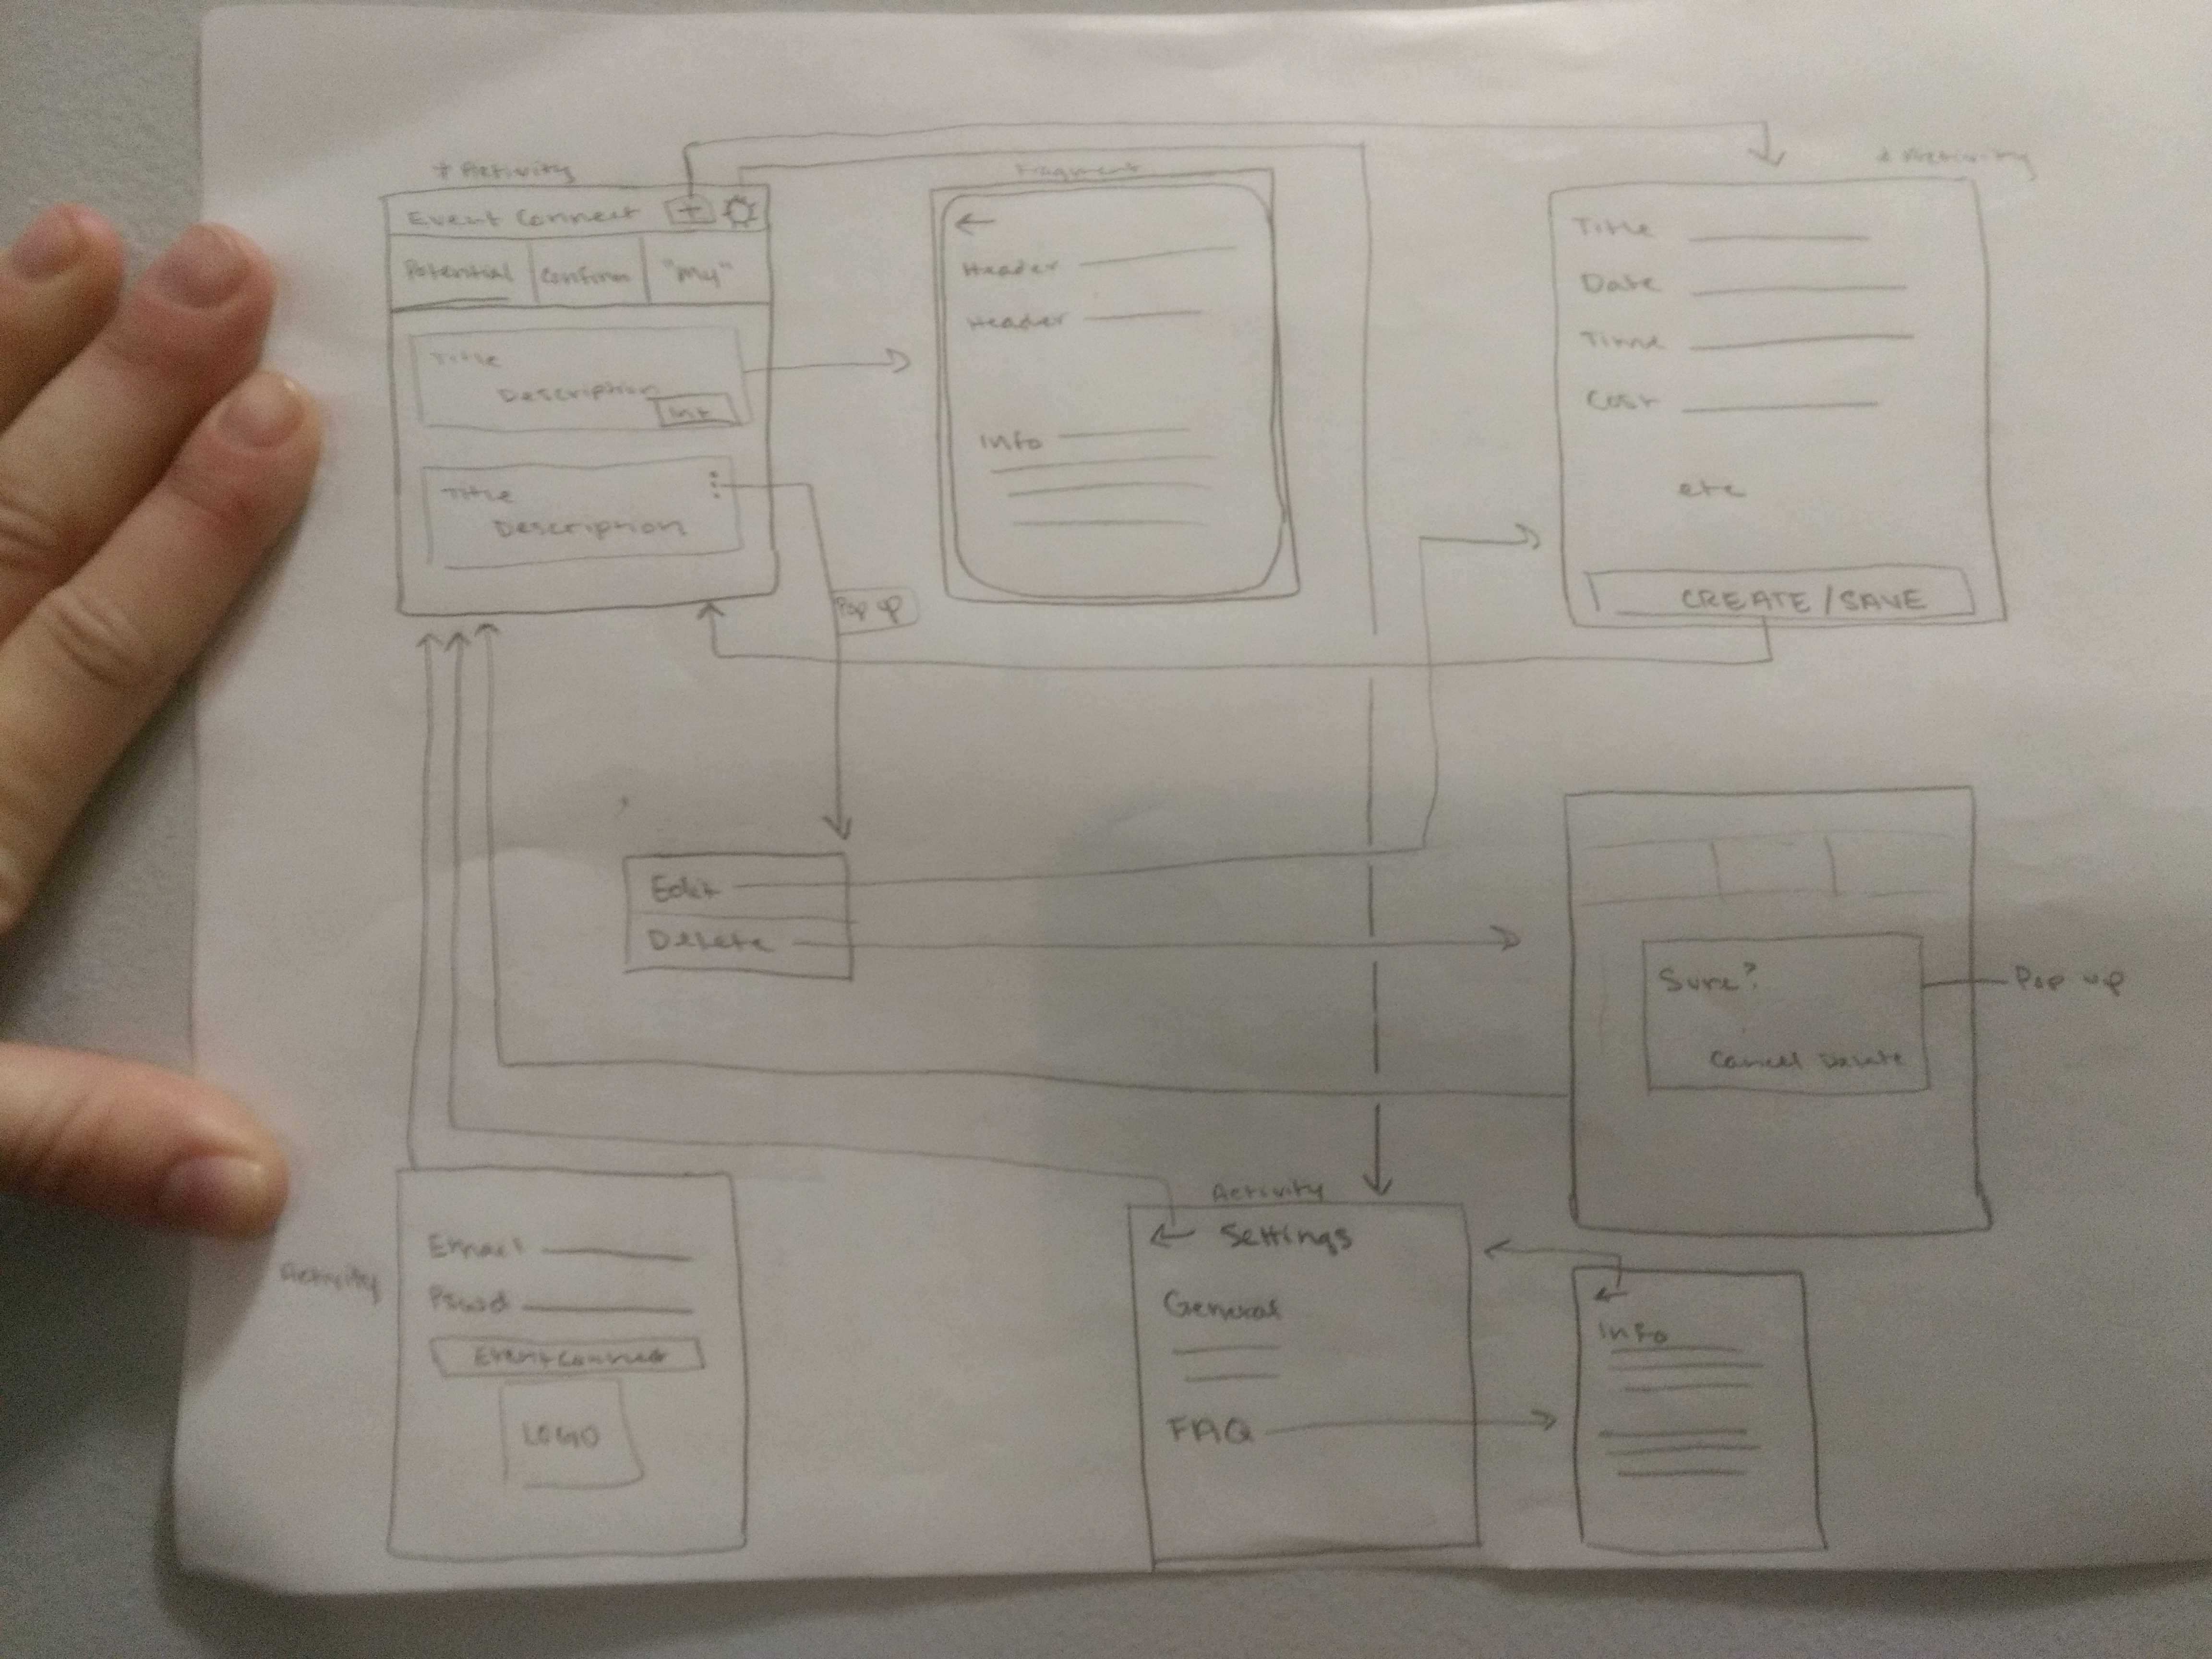 + Activity
Event Connect +
Potential Confirm "My"
Title
Description
Int
Title
Description
Fragment
Header
Header
Info
+ Activity
Title
Date
Time
Cost
etc
CREATE/SAVE
Pop up
Edit
Delete
Sure?
Cancel Delete
Pop up
Activity
Email
Pswd
Event Connect
LOGO
Activity
Settings
General
FAQ
Info